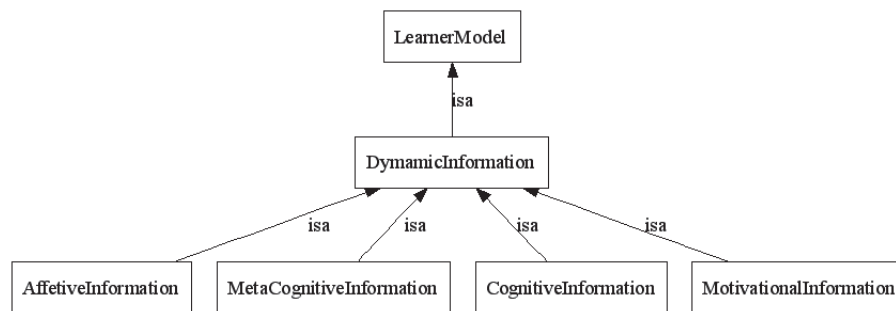 LearnerModel
isa
DymamicInformation
isa isa isa isa
AffetiveInformation MetaCognitiveInformation CognitiveInformation MotivationalInformation